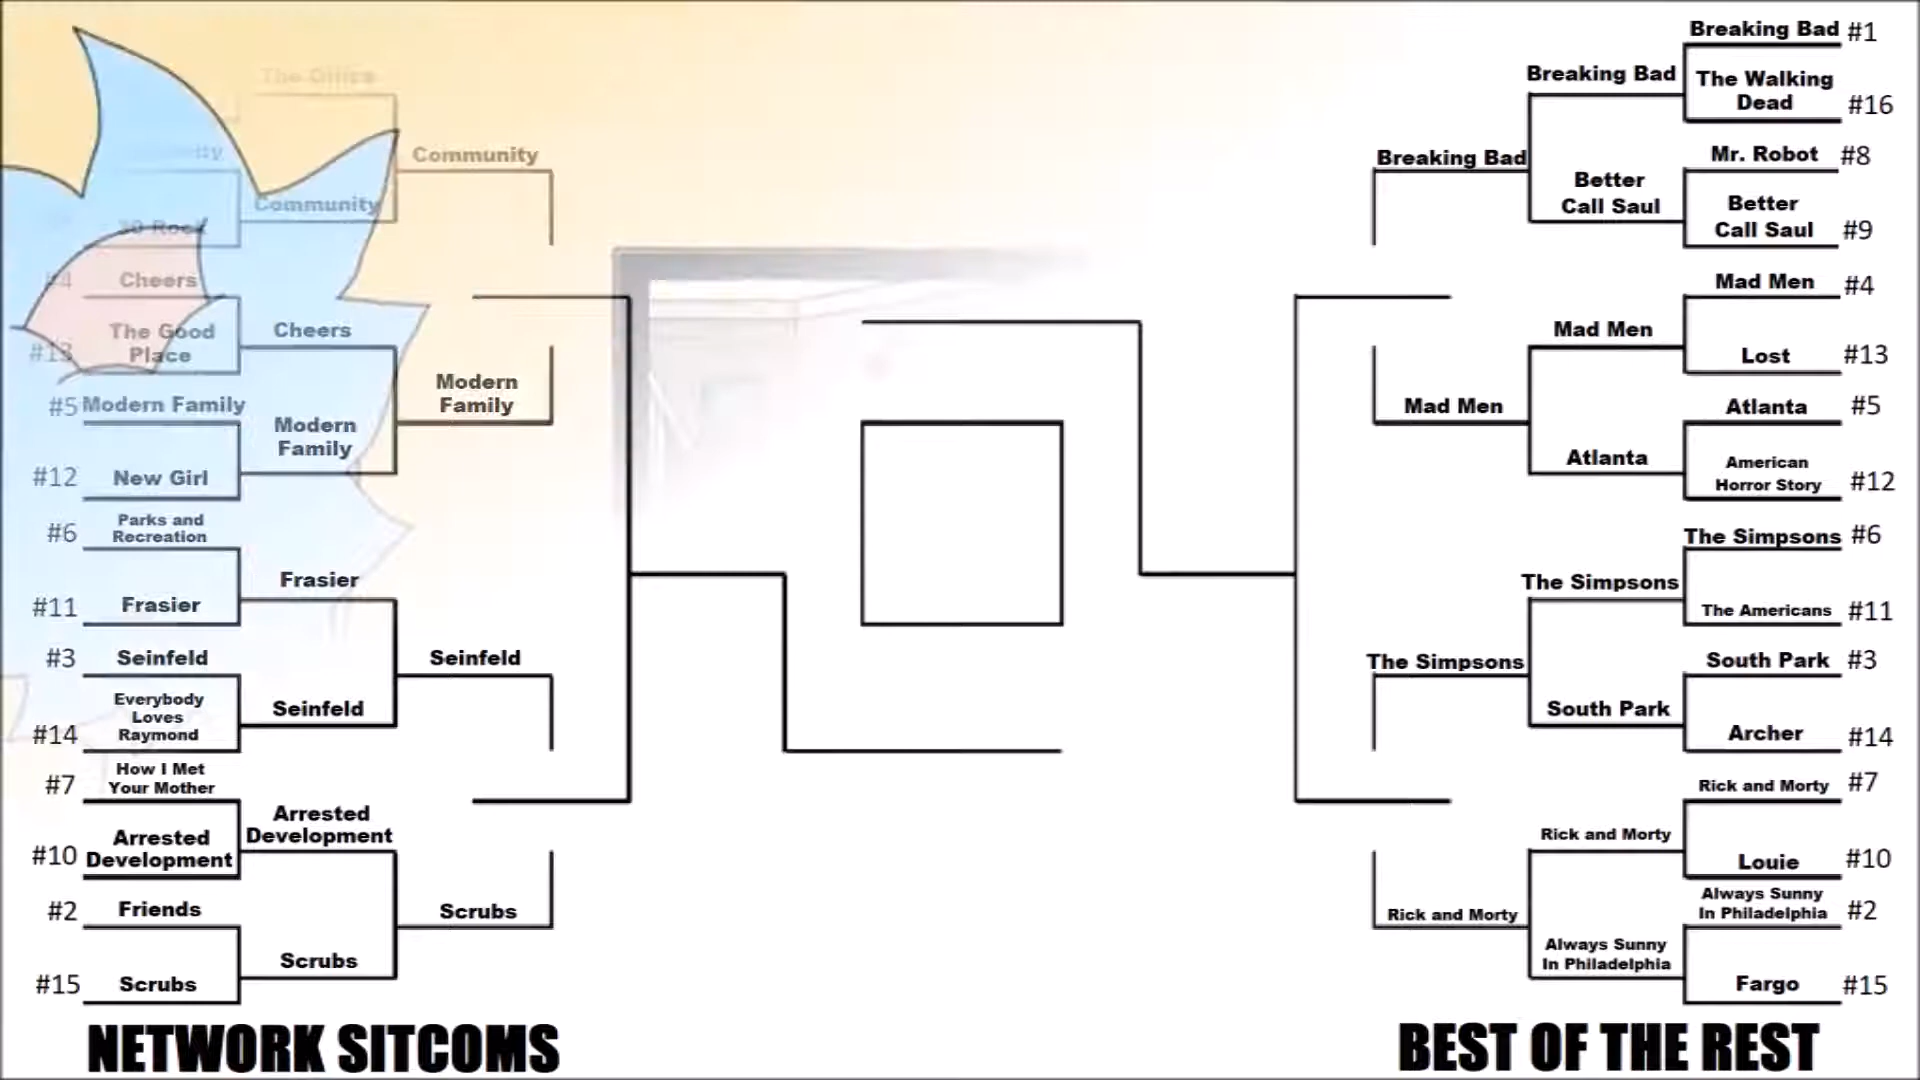 The Office
Community
Community
30 Rock
#4 Cheers
#13 The Good
Place
Cheers
#5 Modern Family
#12 New Girl
Modern
Family
Modern
Family
#6 Parks and
Recreation
#11 Frasier
Frasier
#3 Seinfeld
#14 Everybody
Loves
Raymond
Seinfeld
Seinfeld
#7 How I Met
Your Mother
#10 Arrested
Development
Arrested
Development
#2 Friends
#15 Scrubs
Scrubs
Scrubs
NETWORK SITCOMS
Breaking Bad #1
The Walking
Dead #16
Breaking Bad
Breaking Bad
Mr. Robot #8
Better
Call Saul #9
Better
Call Saul
Mad Men #4
Lost #13
Mad Men
Mad Men
Atlanta #5
American
Horror Story #12
Atlanta
The Simpsons #6
The Americans #11
The Simpsons
The Simpsons
South Park #3
Archer #14
South Park
Rick and Morty #7
Louie #10
Rick and Morty
Rick and Morty
Always Sunny
In Philadelphia #2
Fargo #15
Always Sunny
In Philadelphia
BEST OF THE REST